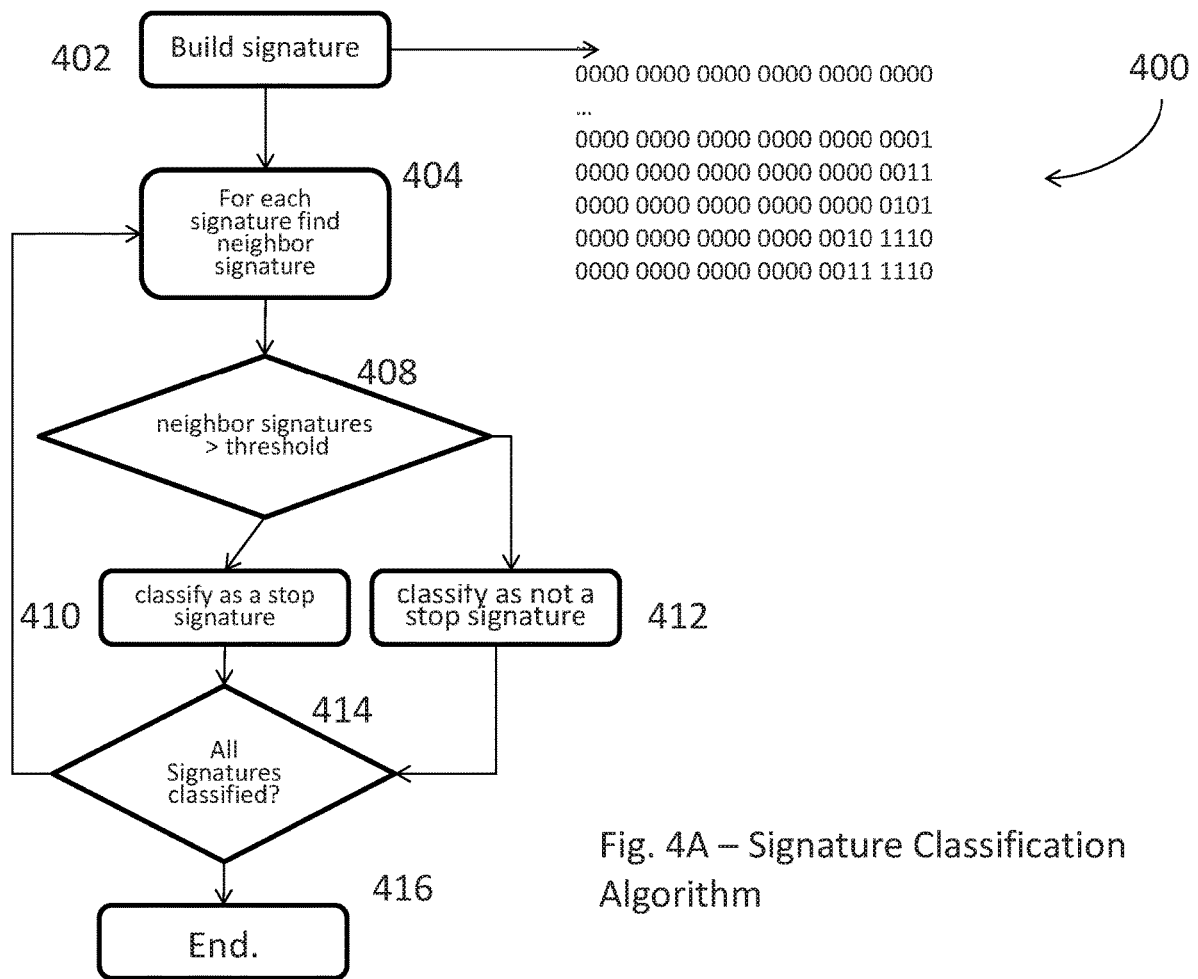 402
Build signature
0000 0000 0000 0000 0000 0000
...
0000 0000 0000 0000 0000 0001
0000 0000 0000 0000 0000 0011
0000 0000 0000 0000 0000 0101
0000 0000 0000 0000 0010 1110
0000 0000 0000 0000 0011 1110
400
404
For each
signature find
neighbor
signature
408
neighbor signatures
> threshold
410
classify as a stop
signature
classify as not a
stop signature
412
414
All
Signatures
classified?
416
End.
Fig. 4A – Signature Classification
Algorithm